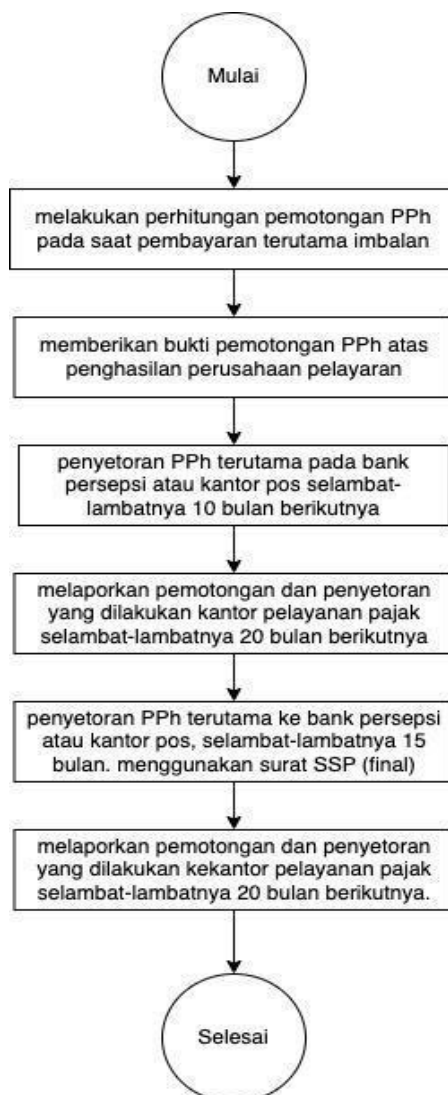 Mulai
melakukan perhitungan pemotongan PPh
pada saat pembayaran terutama imbalan
memberikan bukti pemotongan PPh atas
penghasilan perusahaan pelayaran
penyetoran PPh terutama pada bank
persepsi atau kantor pos selambat-
lambatnya 10 bulan berikutnya
melaporkan pemotongan dan penyetoran
yang dilakukan kantor pelayanan pajak
selambat-lambatnya 20 bulan berikutnya
penyetoran PPh terutama ke bank persepsi
atau kantor pos, selambat-lambatnya 15
bulan. menggunakan surat SSP (final)
melaporkan pemotongan dan penyetoran
yang dilakukan kekantor pelayanan pajak
selambat-lambatnya 20 bulan berikutnya.
Selesai